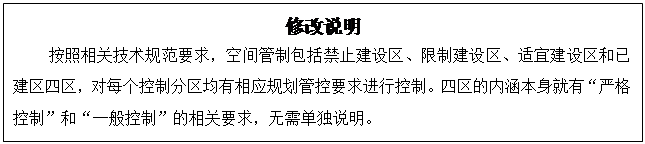 修改说明
按照相关技术规范要求，空间管制包括禁止建设区、限制建设区、适宜建设区和已
建区四区，对每个控制分区均有相应规划管控要求进行控制。四区的内涵本身就有“严格
控制”和“一般控制”的相关要求，无需单独说明。